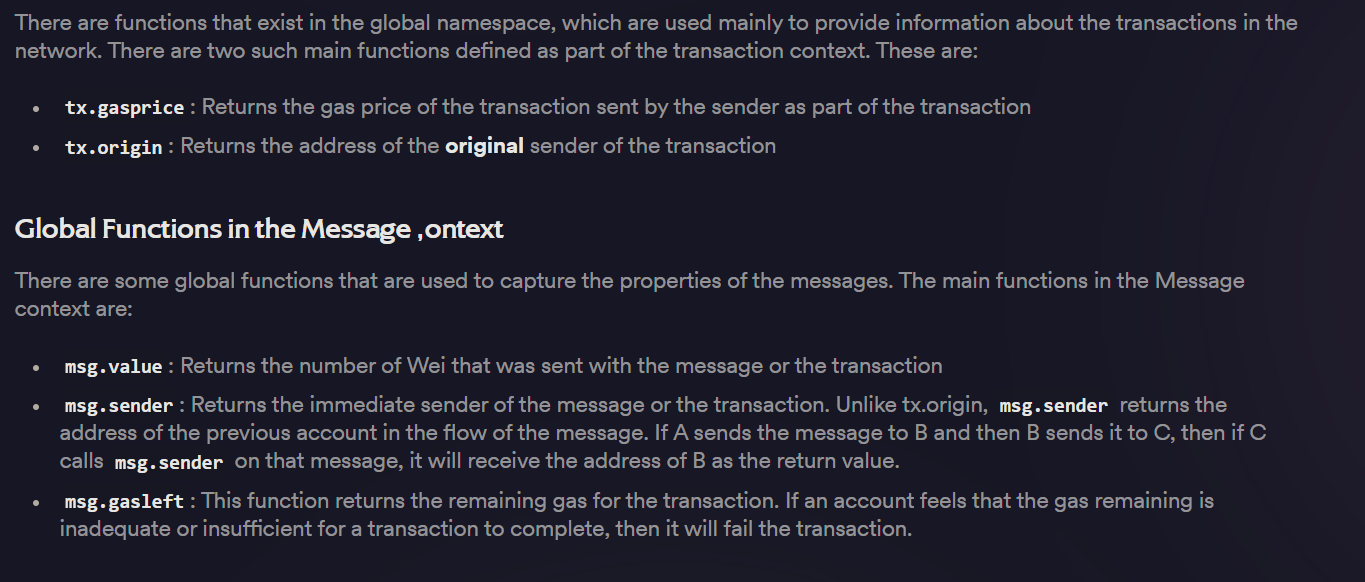 There are functions that exist in the global namespace, which are used mainly to provide information about the transactions in the
network. There are two such main functions defined as part of the transaction context. These are:
• tx.gasprice : Returns the gas price of the transaction sent by the sender as part of the transaction
• tx.origin : Returns the address of the original sender of the transaction
Global Functions in the Message ,ontext
There are some global functions that are used to capture the properties of the messages. The main functions in the Message
context are:
• msg.value : Returns the number of Wei that was sent with the message or the transaction
• msg.sender : Returns the immediate sender of the message or the transaction. Unlike tx.origin, msg.sender returns the
address of the previous account in the flow of the message. If A sends the message to B and then B sends it to C, then if C
calls msg.sender on that message, it will receive the address of B as the return value.
• msg.gasleft : This function returns the remaining gas for the transaction. If an account feels that the gas remaining is
inadequate or insufficient for a transaction to complete, then it will fail the transaction.